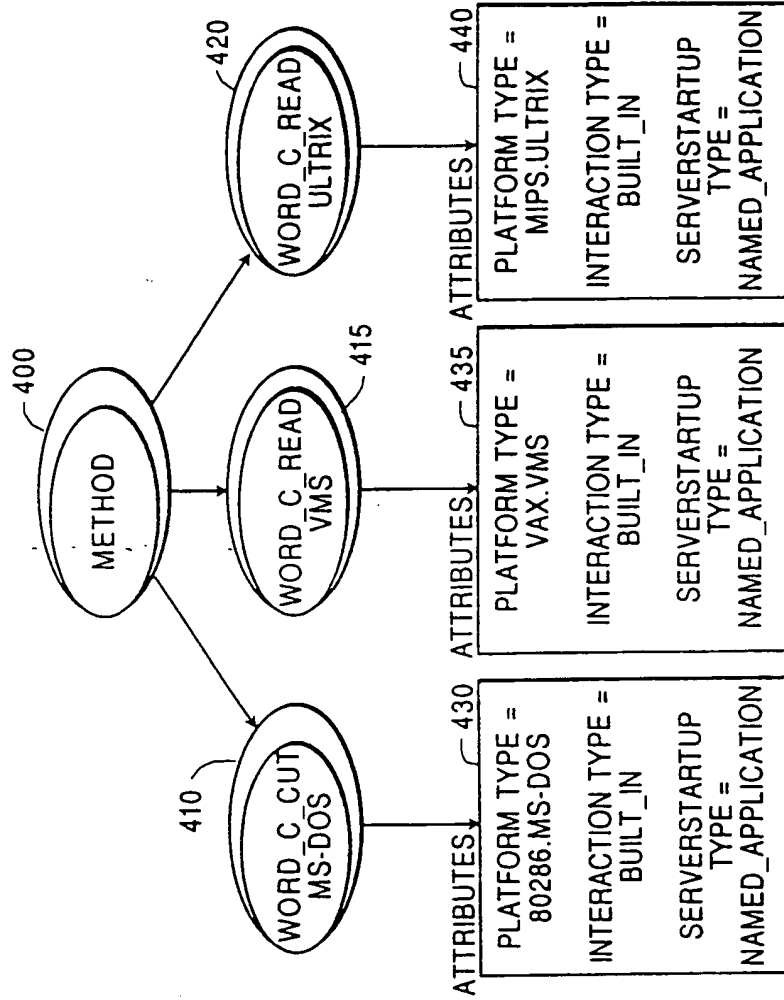 400
METHOD
410
WORD_C_CUT
MS-DOS
WORD_C_READ
VMS
415
420
WORD_C_READ
ULTRIX
ATTRIBUTES
430
PLATFORM TYPE =
80286.MS-DOS
INTERACTION TYPE =
BUILT_IN
SERVERSTARTUP
TYPE =
NAMED_APPLICATION
ATTRIBUTES
435
PLATFORM TYPE =
VAX.VMS
INTERACTION TYPE =
BUILT_IN
SERVERSTARTUP
TYPE =
NAMED_APPLICATION
ATTRIBUTES
440
PLATFORM TYPE =
MIPS.ULTRIX
INTERACTION TYPE =
BUILT_IN
SERVERSTARTUP
TYPE =
NAMED_APPLICATION